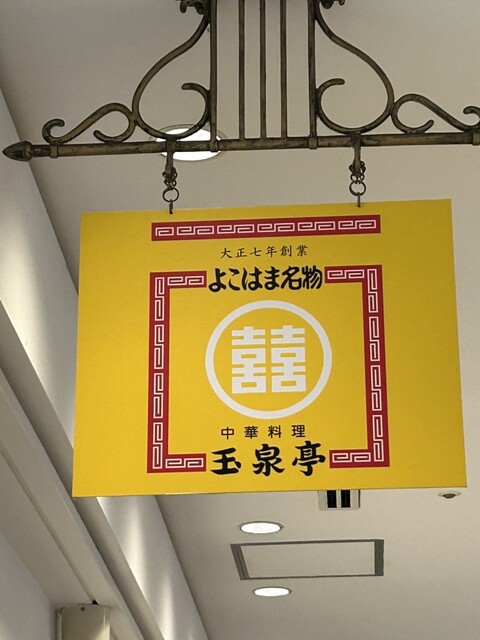 大正七年創業
よこはま名物
囍
中華料理
玉泉亭